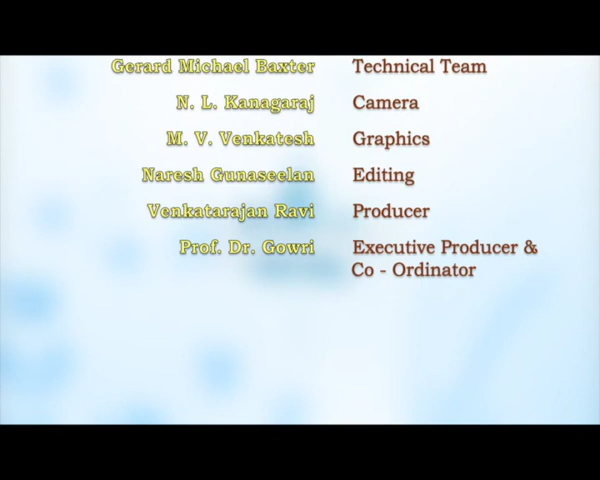 Gerard Michael Baxter Technical Team
N. L. Kanagaraj Camera
M. V. Venkatesh Graphics
Naresh Gunaseelan Editing
Venkatarajan Ravi Producer
Prof. Dr. Gowri Executive Producer &
Co - Ordinator